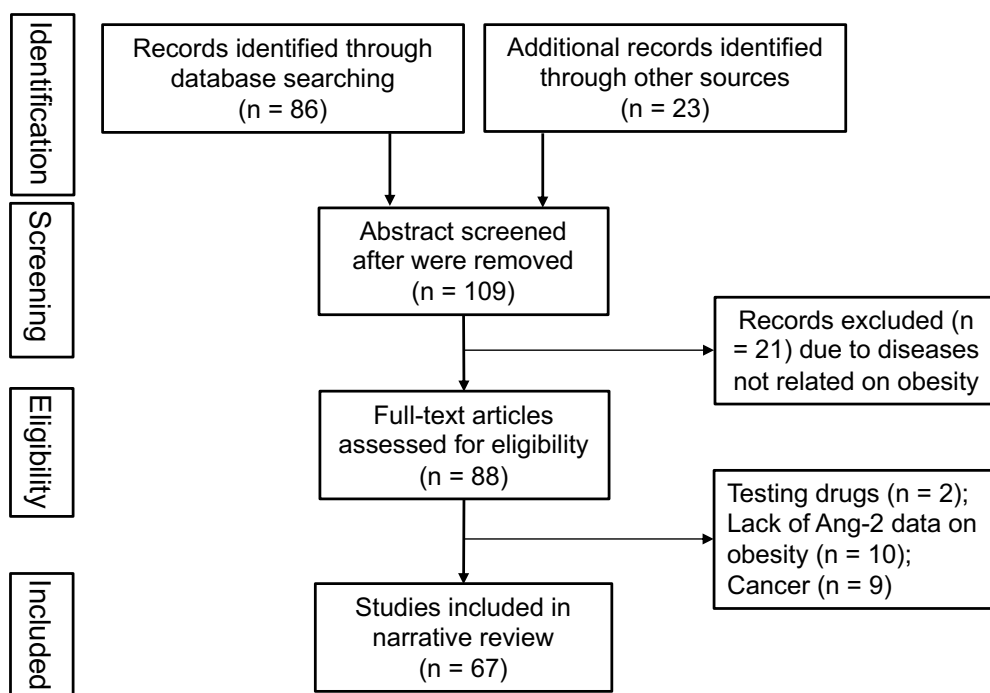 Identification
Records identified through
database searching
(n = 86)
Additional records identified
through other sources
(n = 23)
Screening
Abstract screened
after were removed
(n = 109)
Records excluded (n
= 21) due to diseases
not related on obesity
Eligibility
Full-text articles
assessed for eligibility
(n = 88)
Testing drugs (n = 2);
Lack of Ang-2 data on
obesity (n = 10);
Cancer (n = 9)
Included
Studies included in
narrative review
(n = 67)